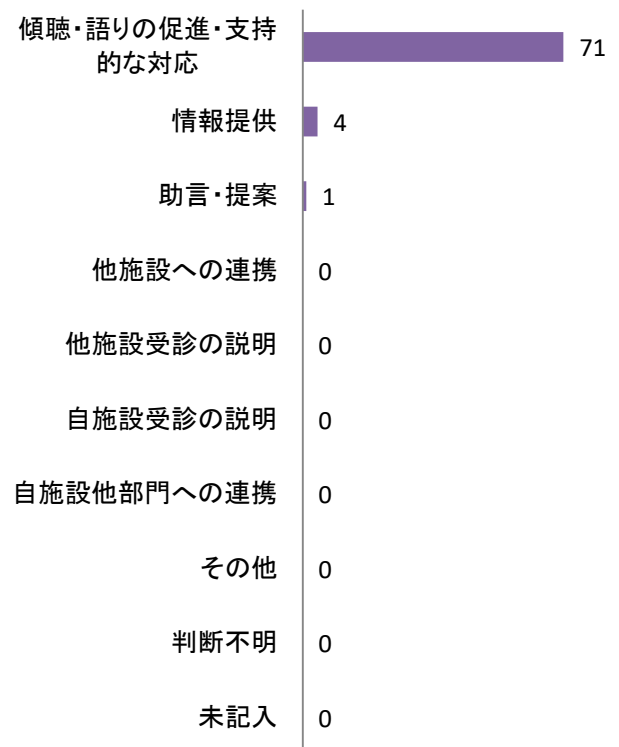 傾聴・語りの促進・支持
的な対応
71
情報提供
4
助言・提案
1
他施設への連携
0
他施設受診の説明
0
自施設受診の説明
0
自施設他部門への連携
0
その他
0
判断不明
0
未記入
0